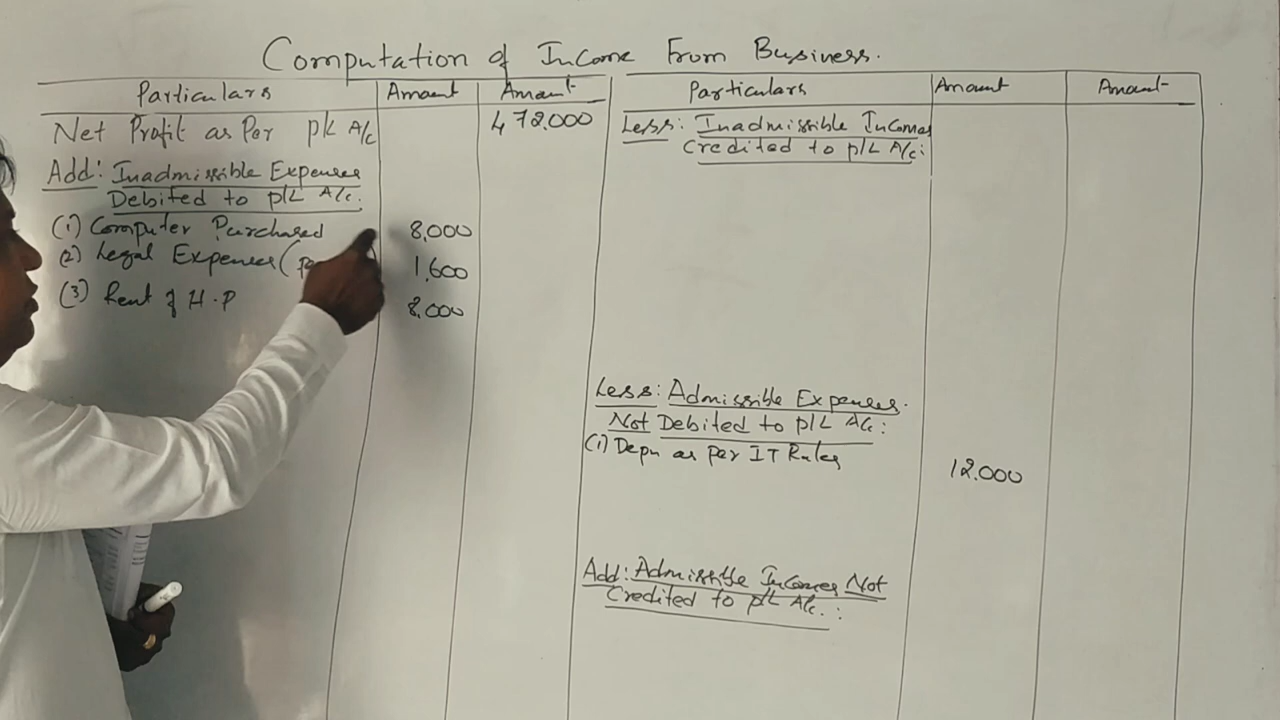 Computation of Income From Business.
Particulars Amount Amount
Net Profit as Per P/L A/c 472.000
Add: Inadmissible Expenses
Debited to P/L A/c.
(1) Computer Purchased 8,000
(2) Legal Expenses ( 1,600
(3) Rent of H.P 8,000
Particulars Amount Amount
Less: Inadmissible Incomes
Credited to P/L A/c:
Less: Admissible Expenses.
Not Debited to P/L A/c:
(1) Depn as per IT Rules
12.000
Add: Admissible Incomes Not
Credited to P/L A/c. :